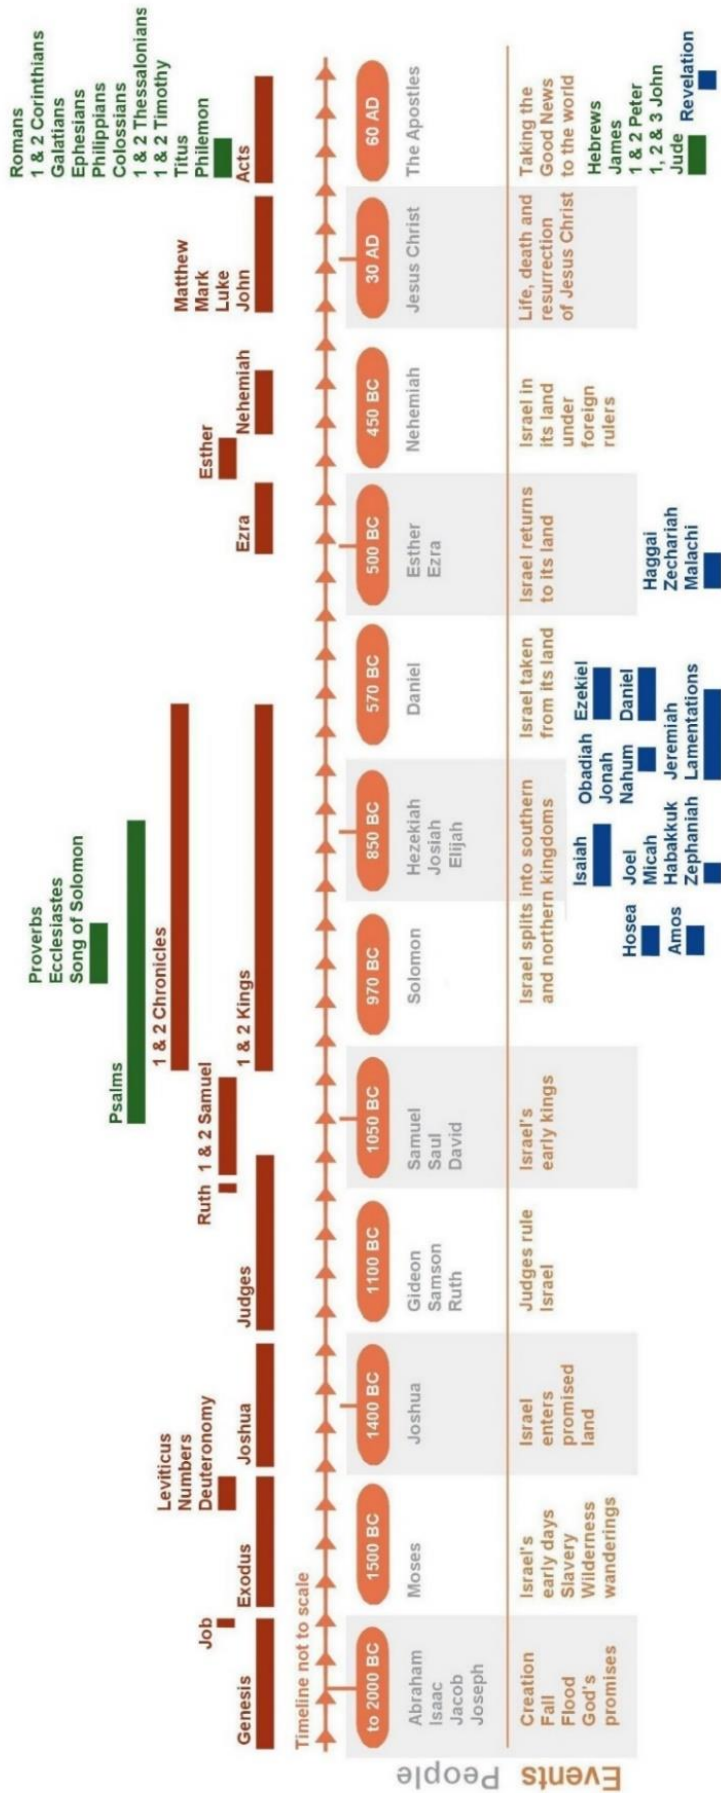 Romans
1 & 2 Corinthians
Galatians
Ephesians
Philippians
Colossians
1 & 2 Thessalonians
1 & 2 Timothy
Titus
Philemon
Proverbs
Ecclesiastes
Song of Solomon
Psalms
1 & 2 Chronicles
Leviticus
Numbers
Deuteronomy
Matthew
Mark
Luke
John
Job
Ruth
1 & 2 Samuel
Esther
Genesis
Exodus
Joshua
Judges
1 & 2 Kings
Ezra
Nehemiah
Acts
Timeline not to scale
to 2000 BC
1500 BC
1400 BC
1100 BC
1050 BC
970 BC
850 BC
570 BC
500 BC
450 BC
30 AD
60 AD
People
Abraham
Isaac
Jacob
Joseph
Moses
Joshua
Gideon
Samson
Ruth
Samuel
Saul
David
Solomon
Hezekiah
Josiah
Elijah
Daniel
Esther
Ezra
Nehemiah
Jesus Christ
The Apostles
Events
Creation
Fall
Flood
God's
promises
Israel's
early days
Slavery
Wilderness
wanderings
Israel
enters
promised
land
Judges rule
Israel
Israel's
early kings
Israel splits into southern
and northern kingdoms
Israel taken
from its land
Israel returns
to its land
Israel in
its land
under
foreign
rulers
Life, death and
resurrection
of Jesus Christ
Taking the
Good News
to the world
Hosea
Amos
Isaiah
Joel
Micah
Habakkuk
Zephaniah
Obadiah
Jonah
Nahum
Ezekiel
Daniel
Jeremiah
Lamentations
Haggai
Zechariah
Malachi
Hebrews
James
1 & 2 Peter
1, 2 & 3 John
Jude
Revelation